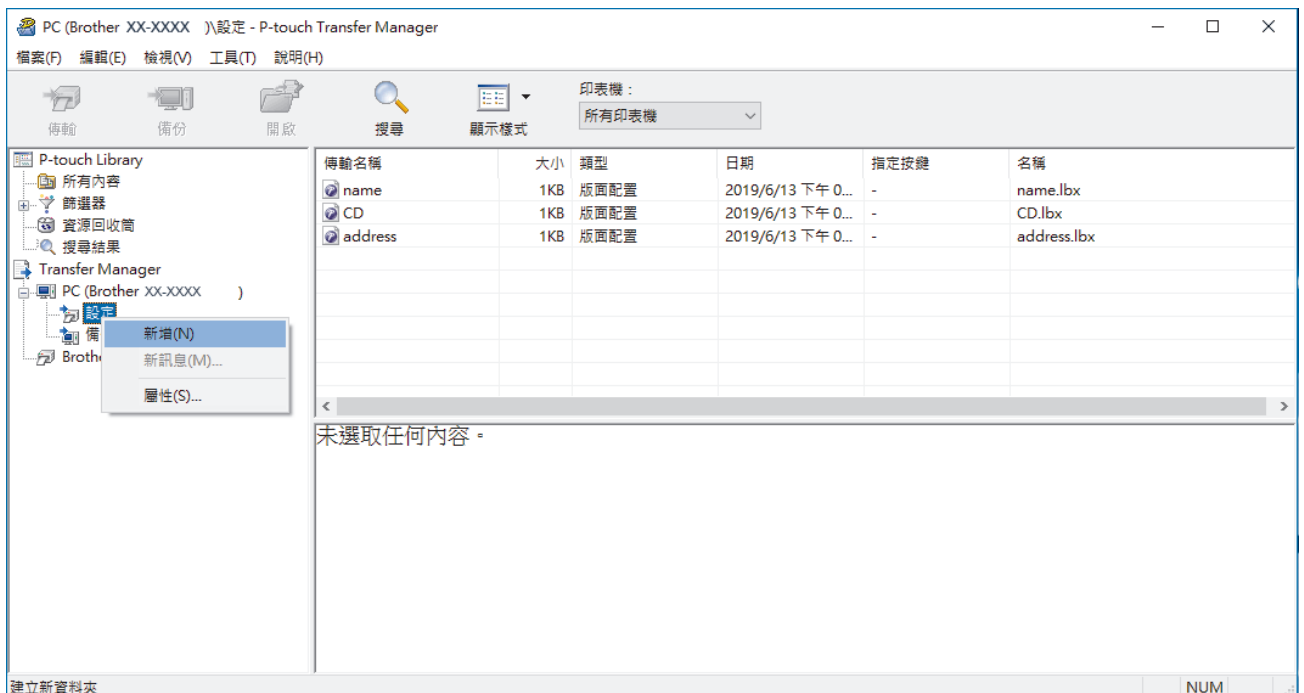 PC (Brother XX-XXXX )\設定 - P-touch Transfer Manager
檔案(F) 編輯(E) 檢視(V) 工具(T) 說明(H)
傳輸 備份 開啟 搜尋 顯示樣式
印表機：
所有印表機
P-touch Library
所有內容
篩選器
資源回收筒
搜尋結果
Transfer Manager
PC (Brother XX-XXXX )
設定
備
Brothe
新增(N)
新訊息(M)...
屬性(S)...
傳輸名稱 大小 類型 日期 指定按鍵 名稱
name 1KB 版面配置 2019/6/13 下午 0... - name.lbx
CD 1KB 版面配置 2019/6/13 下午 0... - CD.lbx
address 1KB 版面配置 2019/6/13 下午 0... - address.lbx
未選取任何內容。
建立新資料夾 NUM